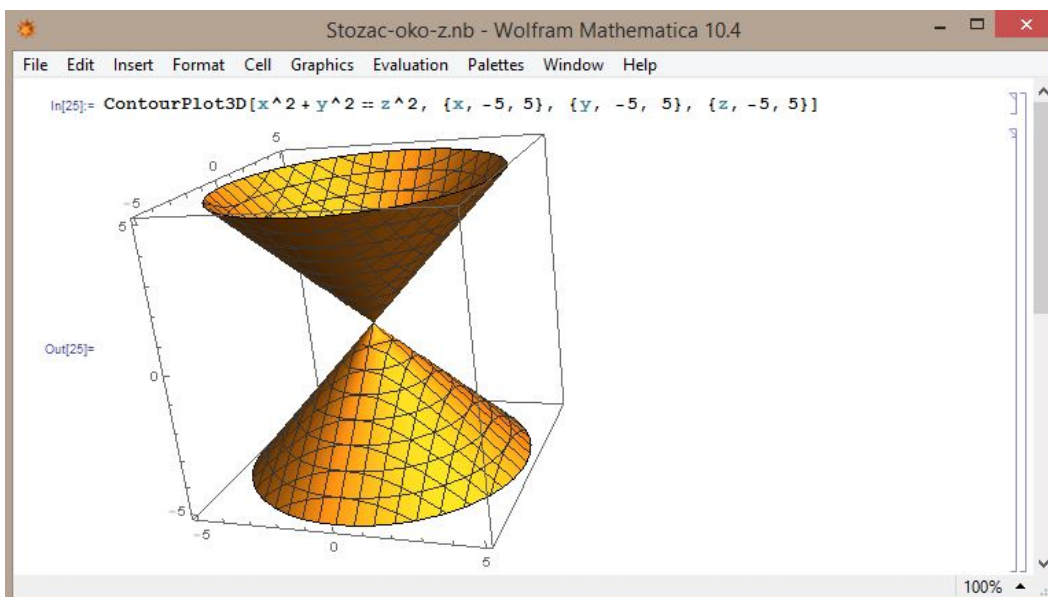 Stozac-oko-z.nb - Wolfram Mathematica 10.4
File Edit Insert Format Cell Graphics Evaluation Palettes Window Help
In[25]:= ContourPlot3D[x^2 + y^2 == z^2, {x, -5, 5}, {y, -5, 5}, {z, -5, 5}]
5
0
-5
5
Out[25]=
0
-5
-5
0
5
100%